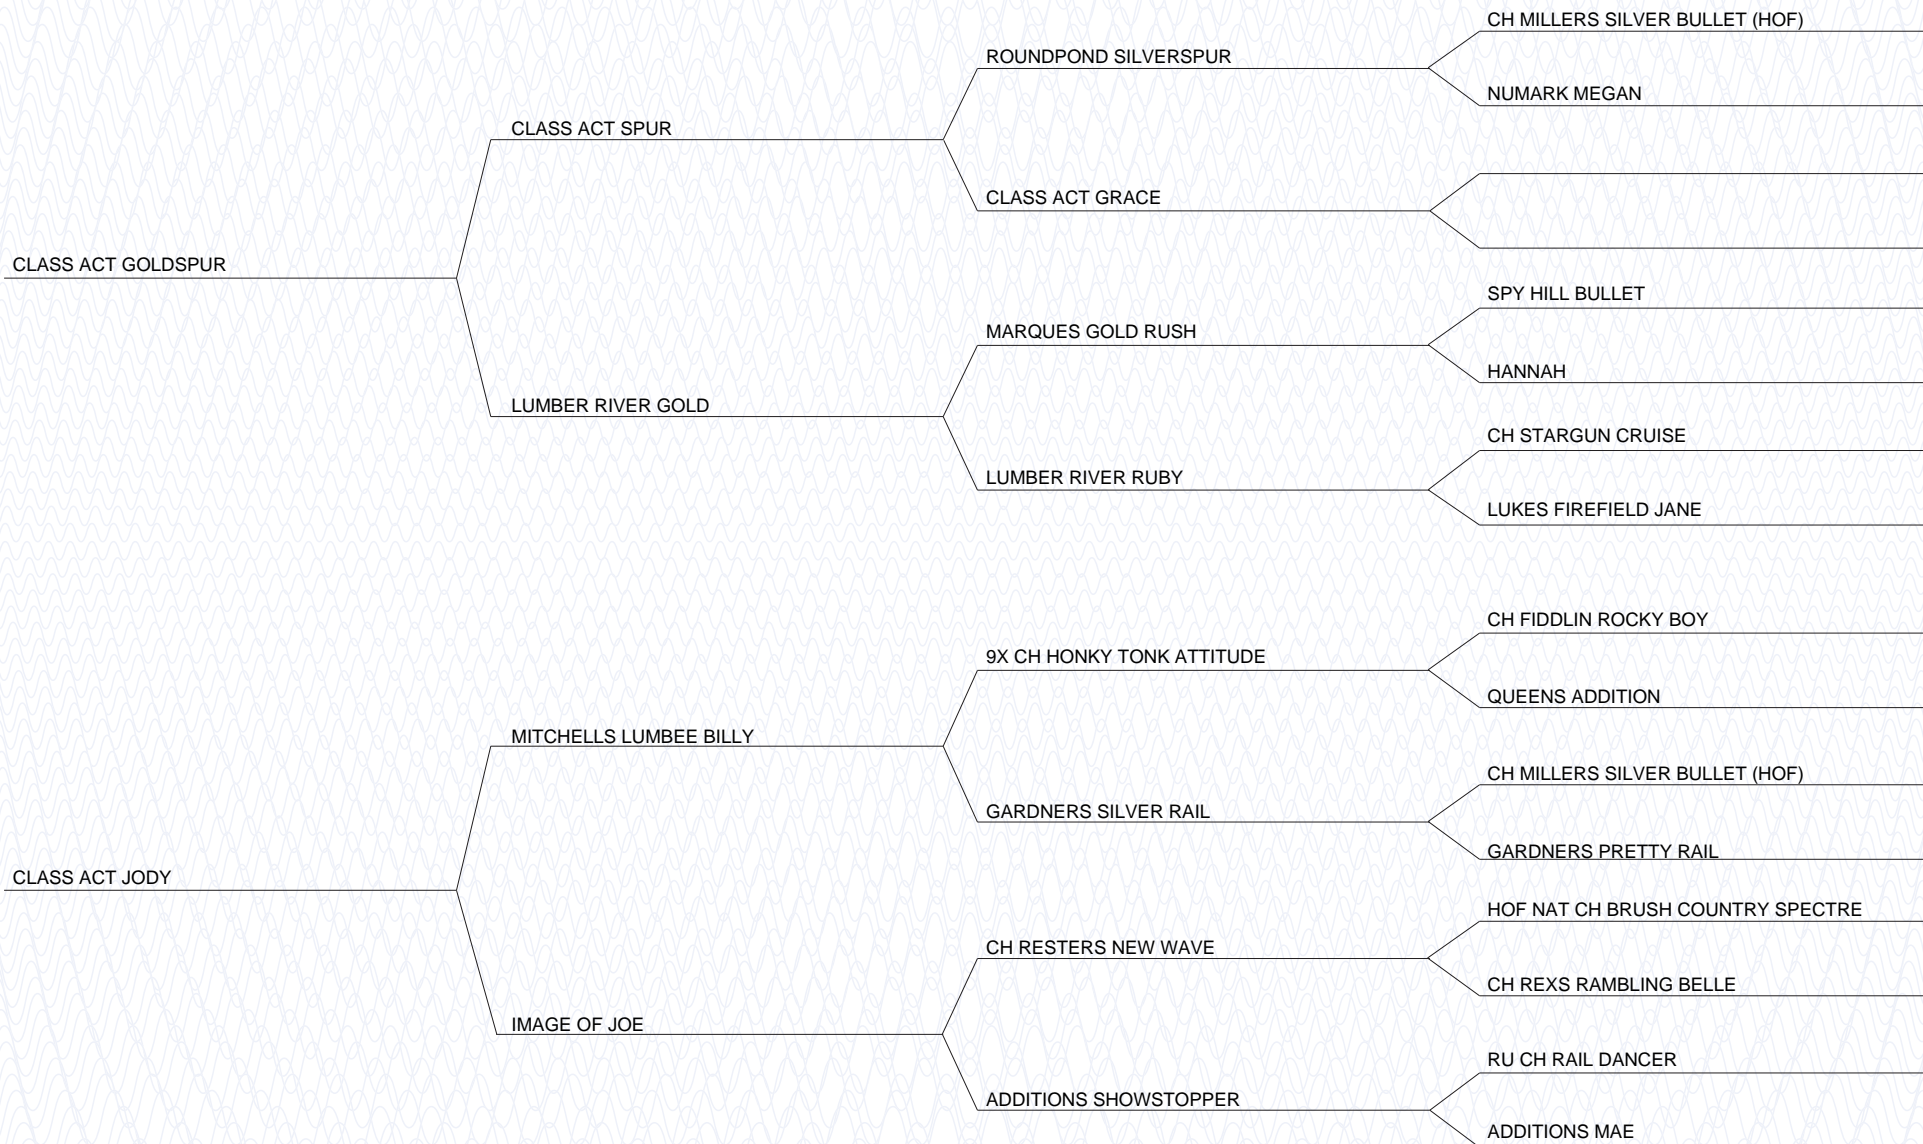 CH MILLERS SILVER BULLET (HOF)
ROUNDPOND SILVERSPUR
NUMARK MEGAN
CLASS ACT SPUR
CLASS ACT GRACE
CLASS ACT GOLDSPUR
SPY HILL BULLET
MARQUES GOLD RUSH
HANNAH
LUMBER RIVER GOLD
CH STARGUN CRUISE
LUMBER RIVER RUBY
LUKES FIREFIELD JANE
CH FIDDLIN ROCKY BOY
9X CH HONKY TONK ATTITUDE
QUEENS ADDITION
MITCHELLS LUMBEE BILLY
CH MILLERS SILVER BULLET (HOF)
GARDNERS SILVER RAIL
GARDNERS PRETTY RAIL
CLASS ACT JODY
HOF NAT CH BRUSH COUNTRY SPECTRE
CH RESTERS NEW WAVE
CH REXS RAMBLING BELLE
IMAGE OF JOE
RU CH RAIL DANCER
ADDITIONS SHOWSTOPPER
ADDITIONS MAE